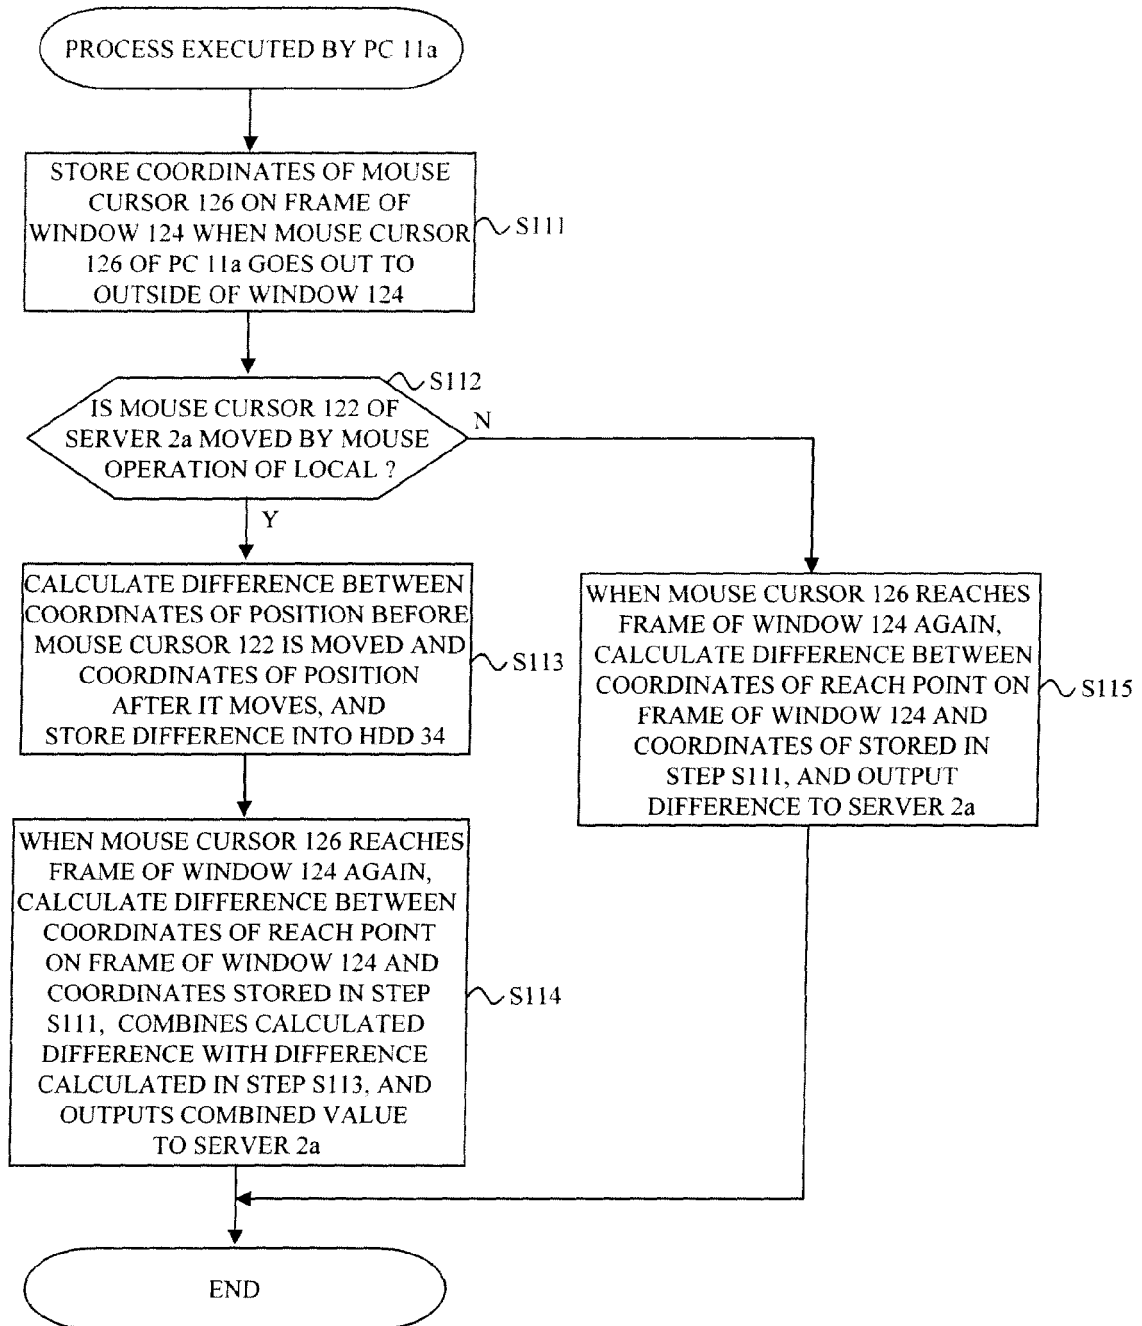 PROCESS EXECUTED BY PC 11a
STORE COORDINATES OF MOUSE
CURSOR 126 ON FRAME OF
WINDOW 124 WHEN MOUSE CURSOR
126 OF PC 11a GOES OUT TO
OUTSIDE OF WINDOW 124
S111
S112
IS MOUSE CURSOR 122 OF
SERVER 2a MOVED BY MOUSE
OPERATION OF LOCAL ?
N
Y
CALCULATE DIFFERENCE BETWEEN
COORDINATES OF POSITION BEFORE
MOUSE CURSOR 122 IS MOVED AND
COORDINATES OF POSITION
AFTER IT MOVES, AND
STORE DIFFERENCE INTO HDD 34
S113
WHEN MOUSE CURSOR 126 REACHES
FRAME OF WINDOW 124 AGAIN,
CALCULATE DIFFERENCE BETWEEN
COORDINATES OF REACH POINT ON
FRAME OF WINDOW 124 AND
COORDINATES OF STORED IN
STEP S111, AND OUTPUT
DIFFERENCE TO SERVER 2a
S115
WHEN MOUSE CURSOR 126 REACHES
FRAME OF WINDOW 124 AGAIN,
CALCULATE DIFFERENCE BETWEEN
COORDINATES OF REACH POINT
ON FRAME OF WINDOW 124 AND
COORDINATES STORED IN STEP
S111, COMBINES CALCULATED
DIFFERENCE WITH DIFFERENCE
CALCULATED IN STEP S113, AND
OUTPUTS COMBINED VALUE
TO SERVER 2a
S114
END